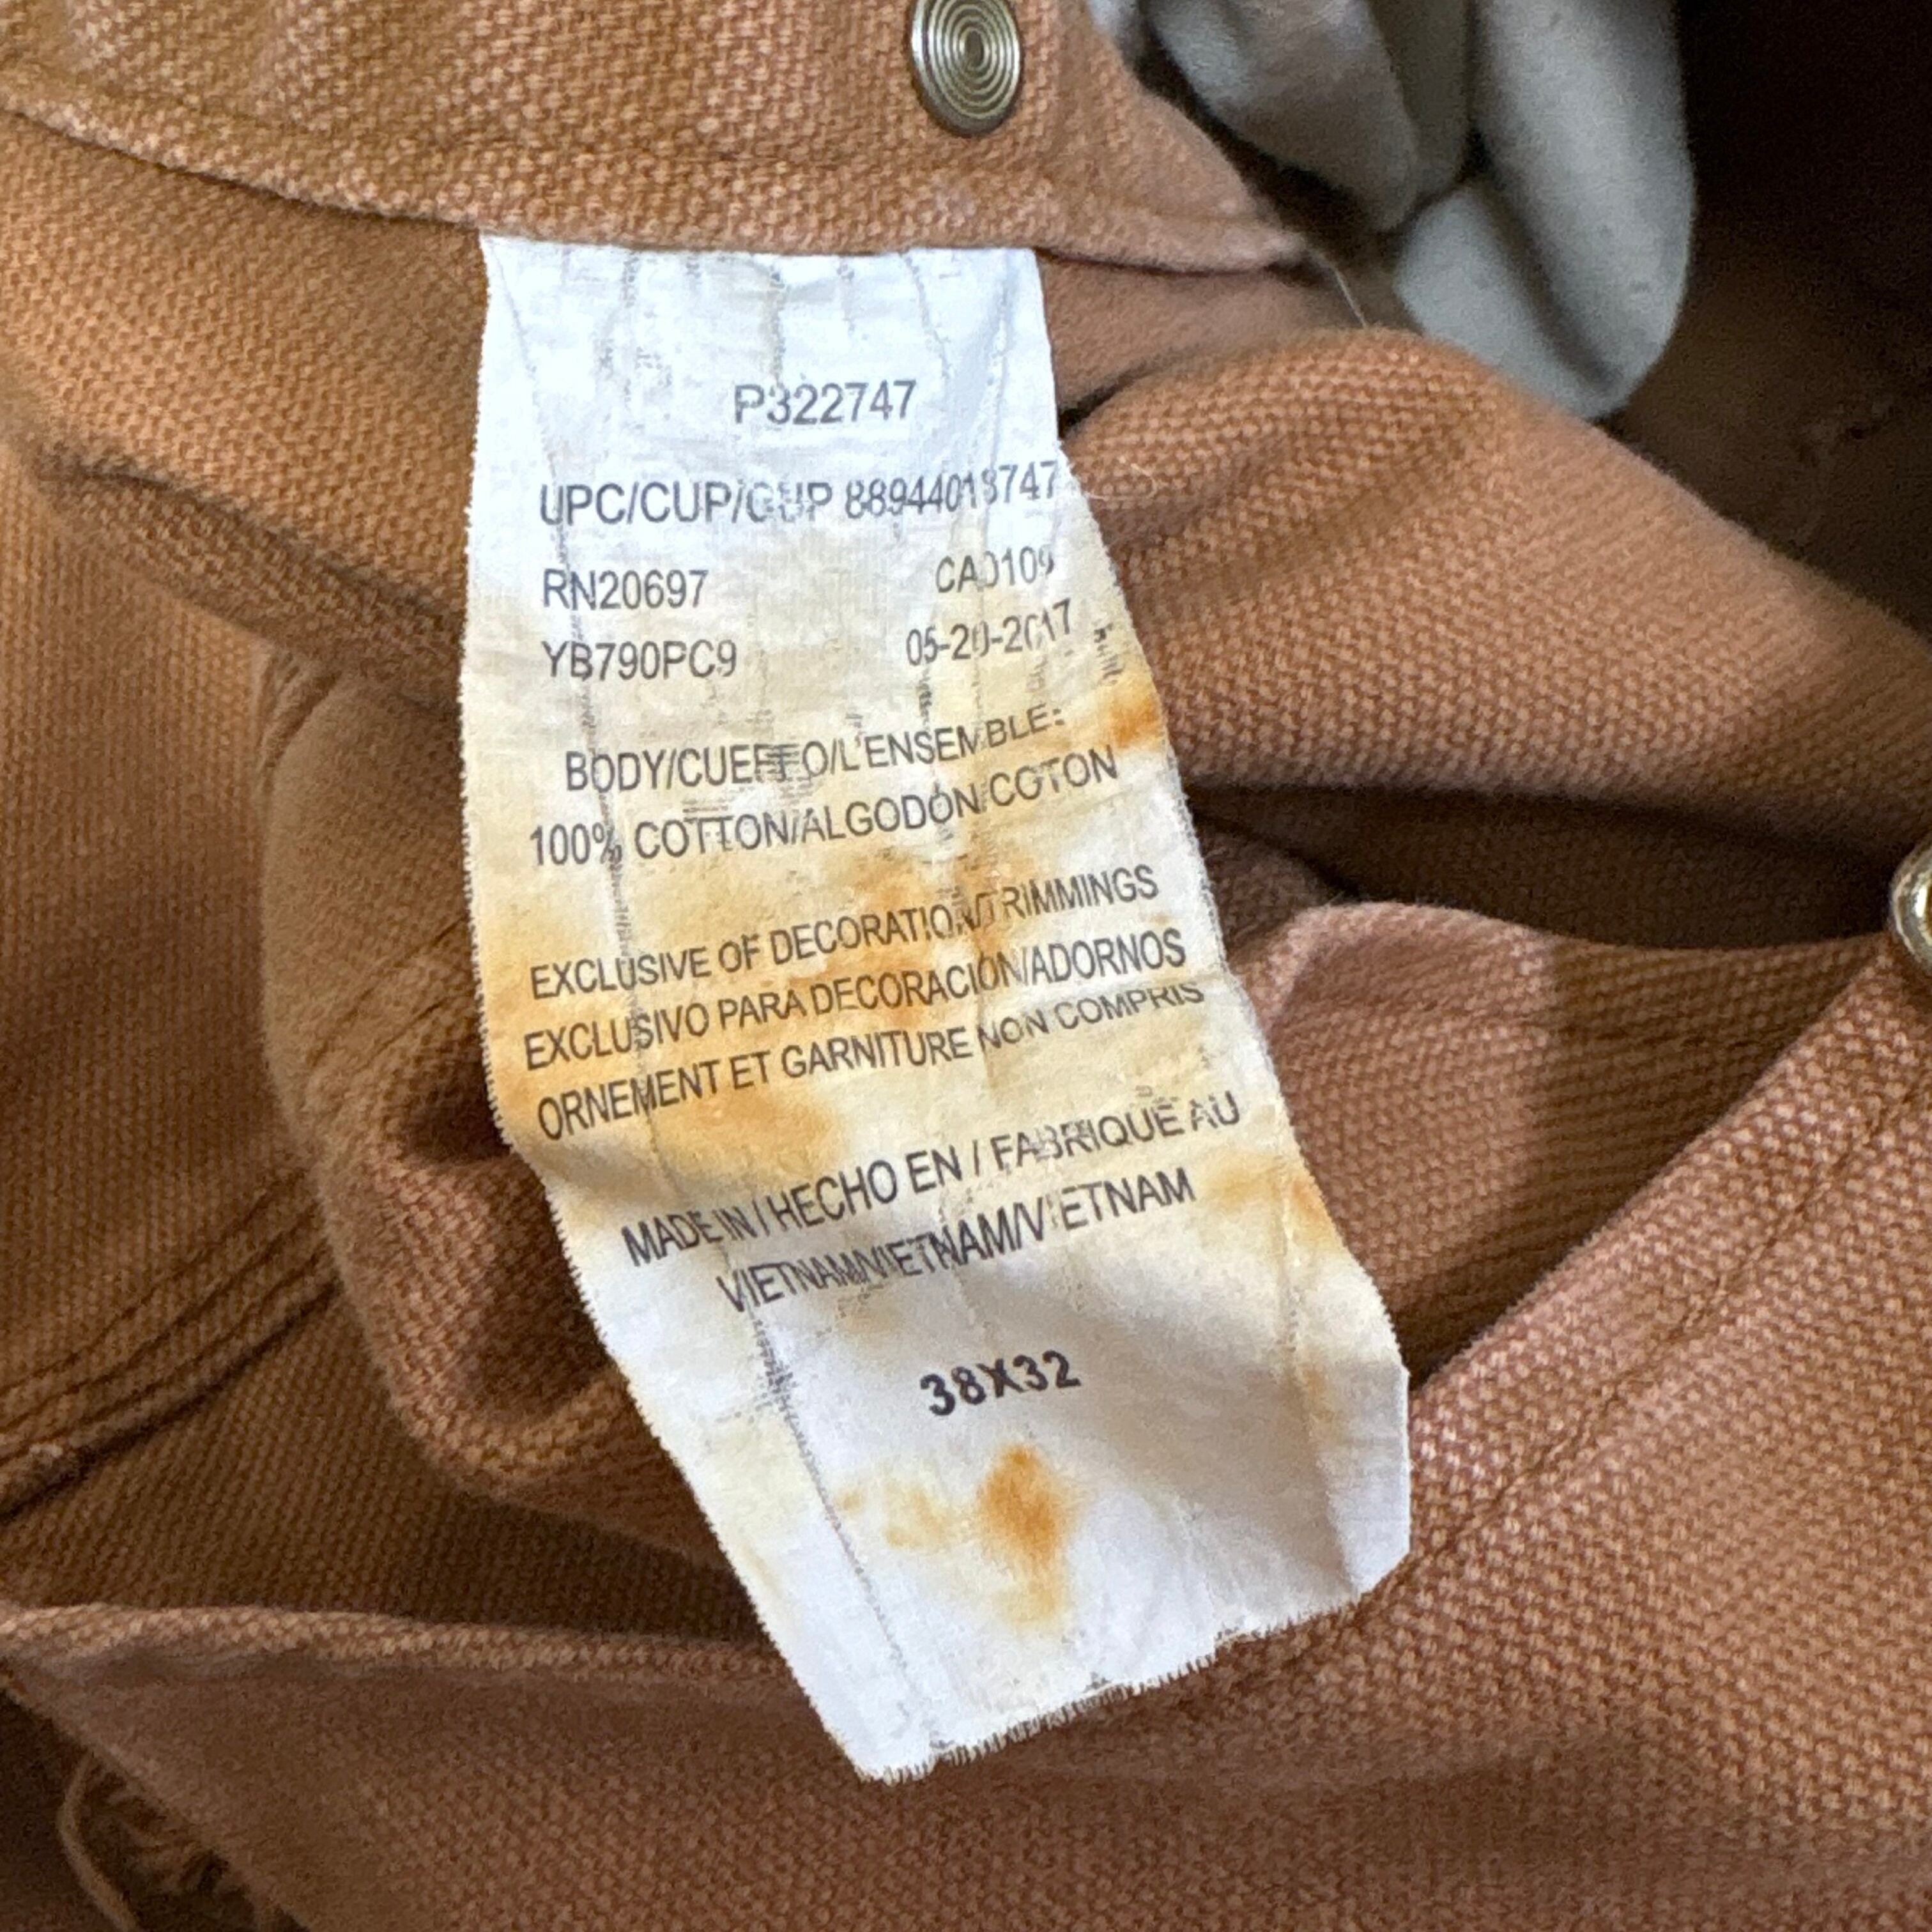 P322747
UPC/CUP/GUP 88944013747
RN20697 CA0109
YB790PC9 05-20-2017
BODY/CUERPO/L'ENSEMBLE:
100% COTTON/ALGODÓN/COTON
EXCLUSIVE OF DECORATION/TRIMMINGS
EXCLUSIVO PARA DECORACIÓN/ADORNOS
ORNEMENT ET GARNITURE NON COMPRIS
MADE IN / HECHO EN / FABRIQUE AU
VIETNAM/VIETNAM/VIETNAM
38X32